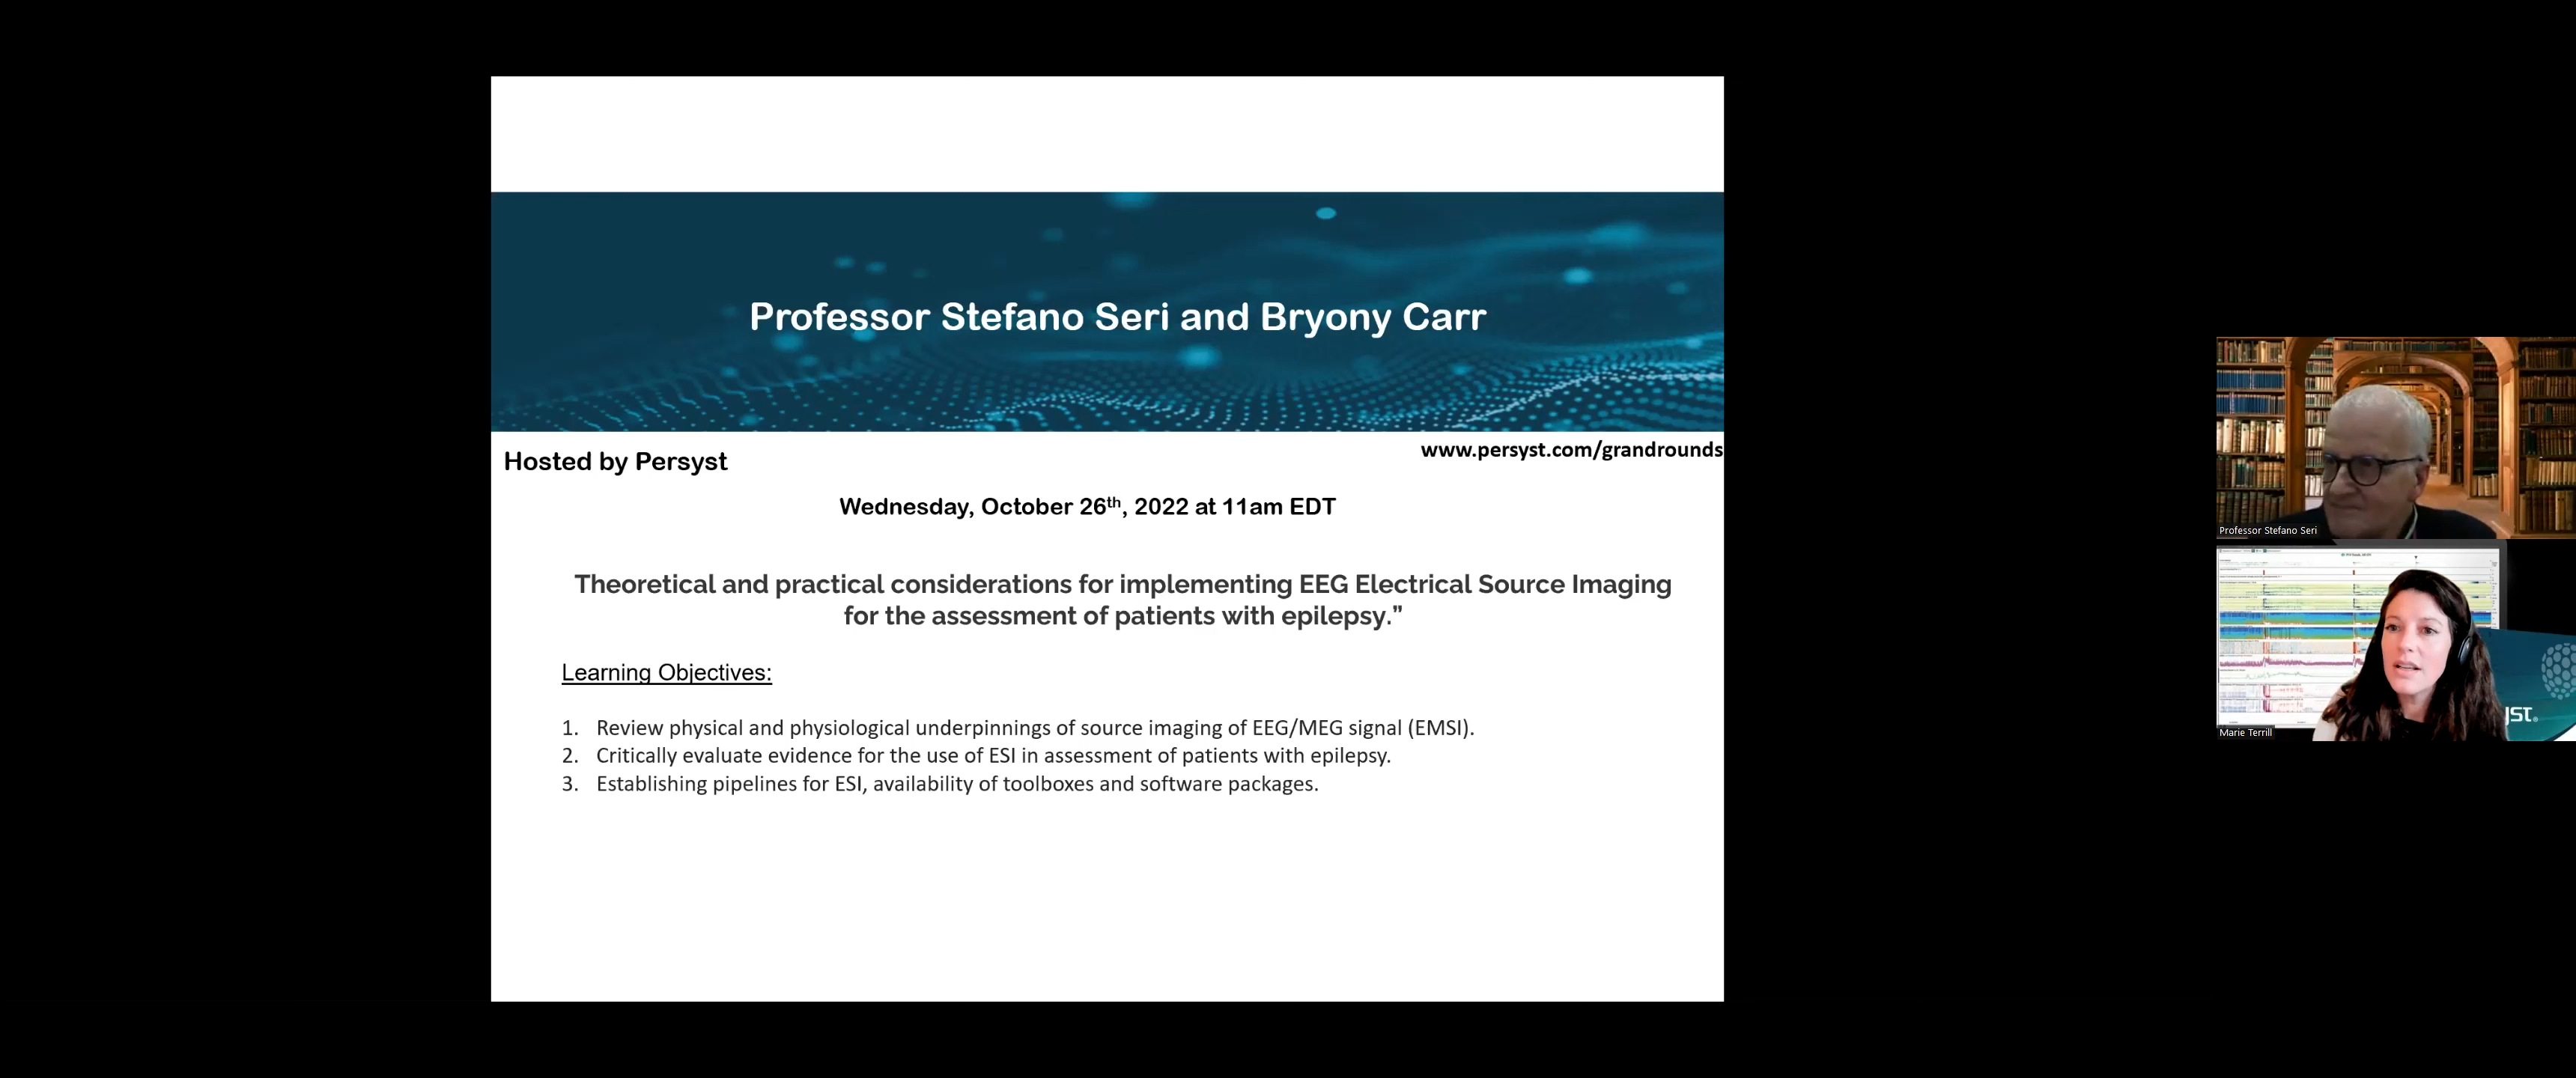 Professor Stefano Seri and Bryony Carr
www.persyst.com/grandrounds
Hosted by Persyst
Wednesday, October 26th, 2022 at 11am EDT
Theoretical and practical considerations for implementing EEG Electrical Source Imaging
for the assessment of patients with epilepsy.”
Learning Objectives:
1. Review physical and physiological underpinnings of source imaging of EEG/MEG signal (EMSI).
2. Critically evaluate evidence for the use of ESI in assessment of patients with epilepsy.
3. Establishing pipelines for ESI, availability of toolboxes and software packages.
Professor Stefano Seri
Marie Terrill